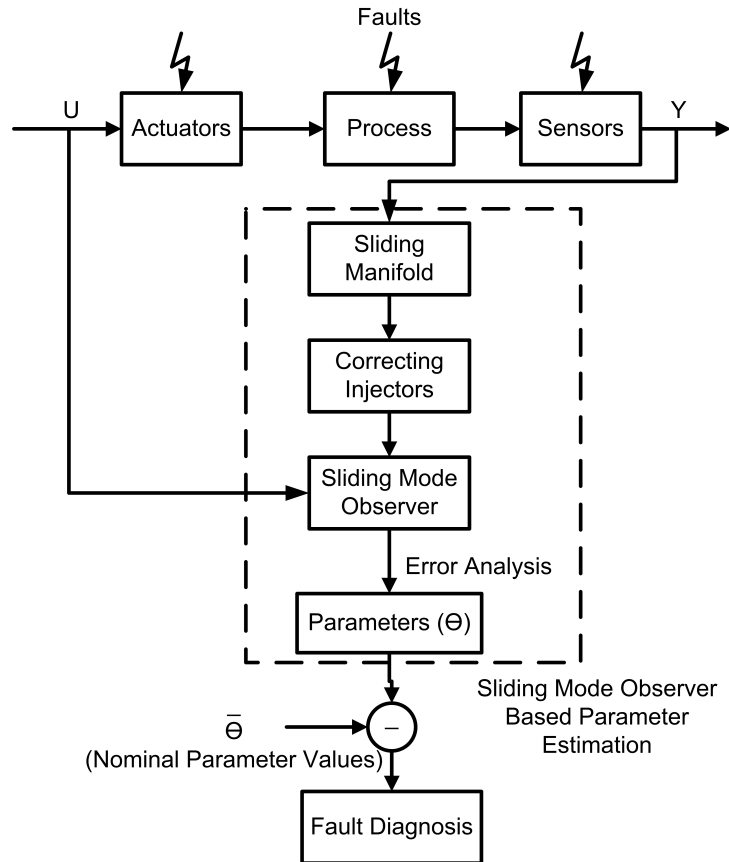 Faults
U
Y
Actuators
Process
Sensors
Sliding
Manifold
Correcting
Injectors
Sliding Mode
Observer
Error Analysis
Parameters (Ɵ)
Sliding Mode Observer
Based Parameter
Estimation
Ɵ̅
(Nominal Parameter Values)
–
Fault Diagnosis